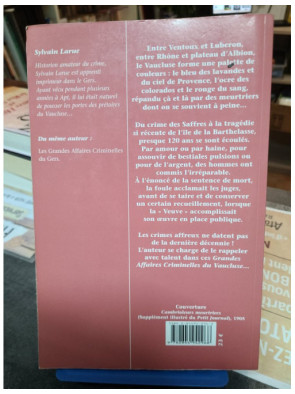 Sylvain Larue
Historien amateur de crime,
Sylvain Larue est apprenti
imprimeur dans le Gers.
Ayant vécu pendant plusieurs
années à Apt, il lui était naturel
de pousser les portes des prétoires
du Vaucluse...
Du même auteur :
Les Grandes Affaires Criminelles
du Gers.
Entre Ventoux et Luberon,
entre Rhône et plateau d'Albion,
le Vaucluse forme une palette de
couleurs : le bleu des lavandes et
du ciel de Provence, l'ocre des
colorados et le rouge du sang,
répandu çà et là par des meurtriers
dont on se souvient à peine...
Du crime des Saffres à la tragédie
si récente de l'île de la Barthelasse,
presque 120 ans se sont écoulés.
Par amour ou par haine, pour
assouvir de bestiales pulsions ou
pour de l'argent, des hommes ont
commis l'irréparable.
À l'énoncé de la sentence de mort,
la foule acclamait les juges,
avant de se taire et de conserver
un certain recueillement, lorsque
la « Veuve » accomplissait
son œuvre en place publique.
Les crimes affreux ne datent pas
de la dernière décennie !
L'auteur se charge de le rappeler
avec talent dans ces Grandes
Affaires Criminelles du Vaucluse...
Couverture
Cambrioleurs meurtriers
(Supplément illustré du Petit Journal), 1908
23 €